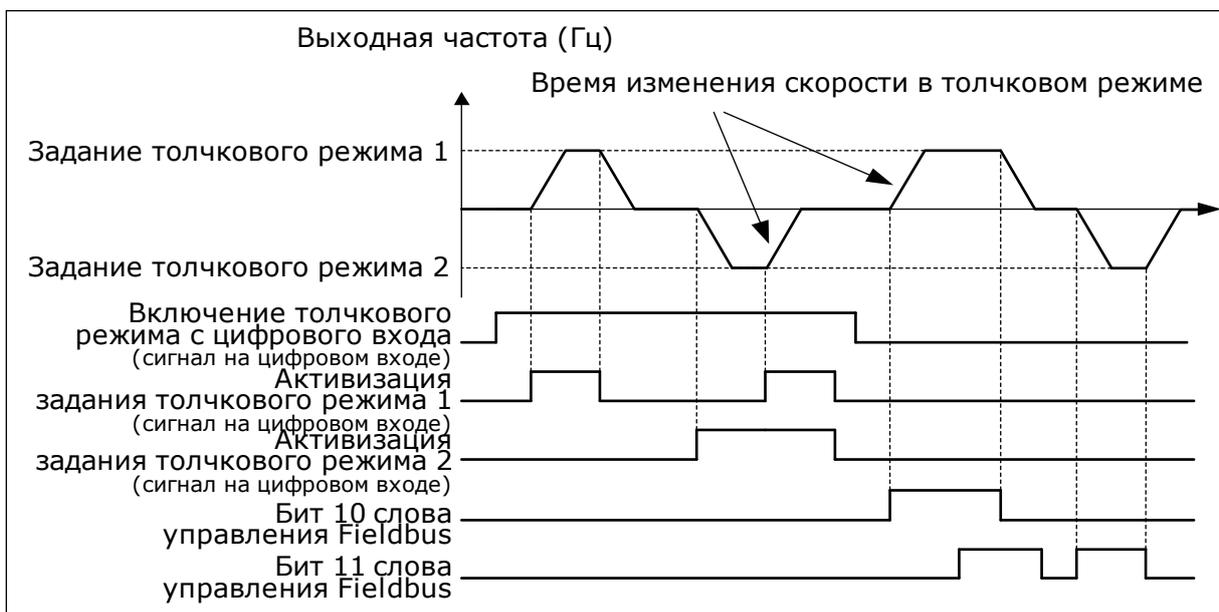 Выходная частота (Гц)
Время изменения скорости в толчковом режиме
Задание толчкового режима 1
Задание толчкового режима 2
Включение толчкового
режима с цифрового входа
(сигнал на цифровом входе)
Активизация
задания толчкового режима 1
(сигнал на цифровом входе)
Активизация
задания толчкового режима 2
(сигнал на цифровом входе)
Бит 10 слова
управления Fieldbus
Бит 11 слова
управления Fieldbus